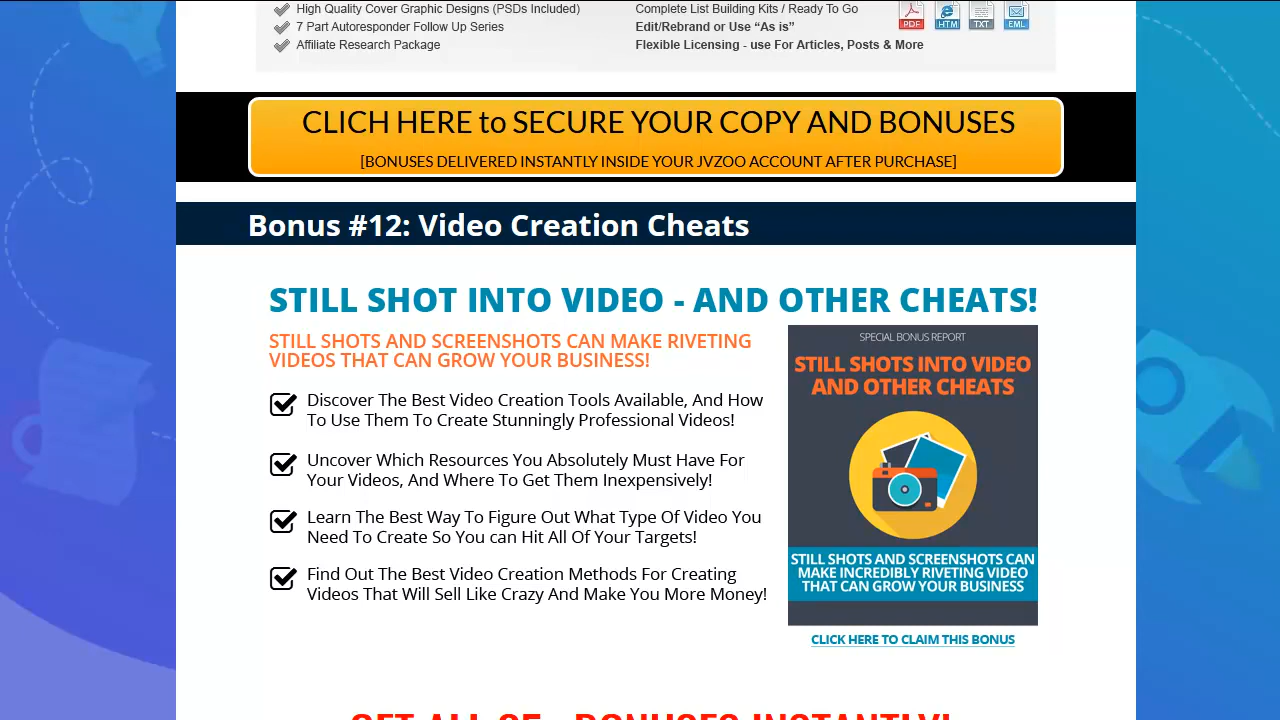 High Quality Cover Graphic Designs (PSDs Included)
7 Part Autoresponder Follow Up Series
Affiliate Research Package
Complete List Building Kits / Ready To Go
Edit/Rebrand or Use “As is”
Flexible Licensing - use For Articles, Posts & More
PDF
HTM
TXT
EML
CLICH HERE to SECURE YOUR COPY AND BONUSES
[BONUSES DELIVERED INSTANTLY INSIDE YOUR JVZOO ACCOUNT AFTER PURCHASE]
Bonus #12: Video Creation Cheats
STILL SHOT INTO VIDEO - AND OTHER CHEATS!
STILL SHOTS AND SCREENSHOTS CAN MAKE RIVETING
VIDEOS THAT CAN GROW YOUR BUSINESS!
Discover The Best Video Creation Tools Available, And How
To Use Them To Create Stunningly Professional Videos!
Uncover Which Resources You Absolutely Must Have For
Your Videos, And Where To Get Them Inexpensively!
Learn The Best Way To Figure Out What Type Of Video You
Need To Create So You can Hit All Of Your Targets!
Find Out The Best Video Creation Methods For Creating
Videos That Will Sell Like Crazy And Make You More Money!
SPECIAL BONUS REPORT
STILL SHOTS INTO VIDEO
AND OTHER CHEATS
STILL SHOTS AND SCREENSHOTS CAN
MAKE INCREDIBLY RIVETING VIDEO
THAT CAN GROW YOUR BUSINESS
CLICK HERE TO CLAIM THIS BONUS